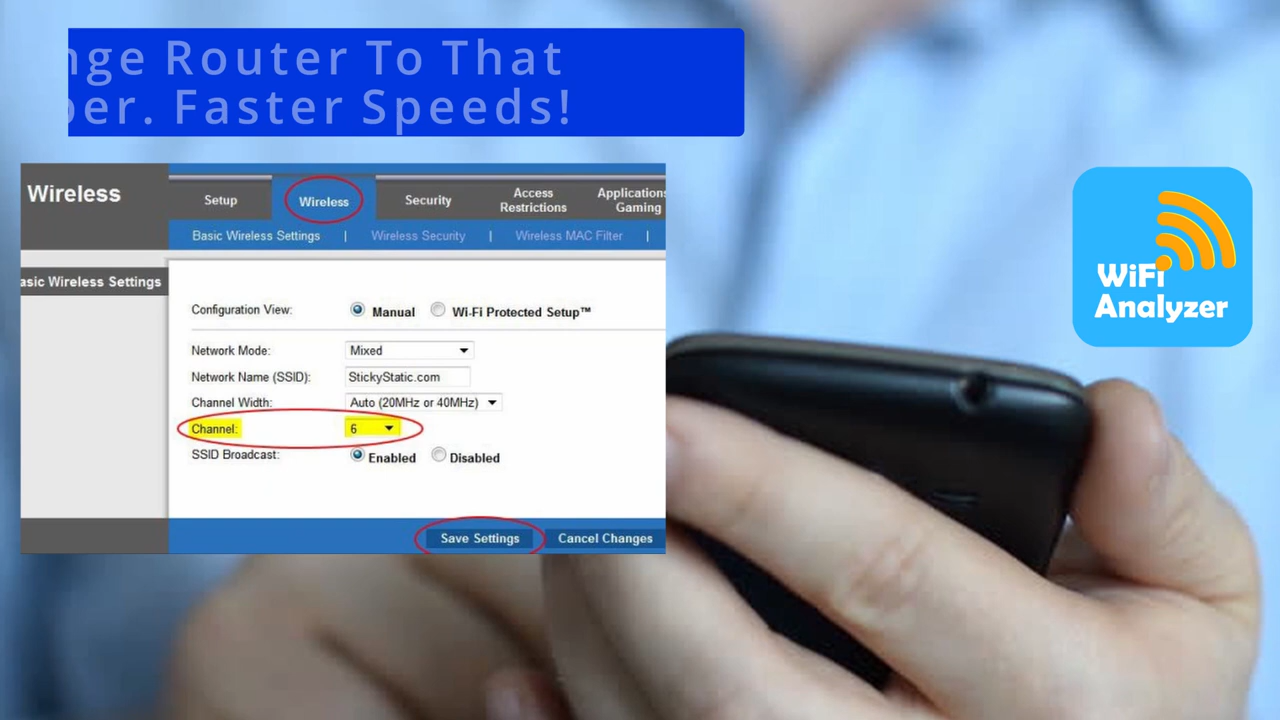 nge Router To That
ber. Faster Speeds!
Wireless
Setup
Wireless
Security
Access
Restrictions
Applications
Gaming
Basic Wireless Settings | Wireless Security | Wireless MAC Filter |
asic Wireless Settings
Configuration View: Manual Wi-Fi Protected Setup™
Network Mode: Mixed
Network Name (SSID): StickyStatic.com
Channel Width: Auto (20MHz or 40MHz)
Channel: 6
SSID Broadcast: Enabled Disabled
Save Settings Cancel Changes
WiFi
Analyzer